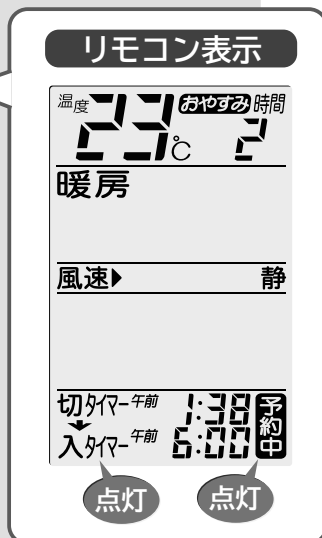 リモコン表示
温度 23℃ おやすみ 時間 2
暖房
風速▶ 静
切タイマー 午前 1:38 予約中
入タイマー 午前 6:00
点灯 点灯